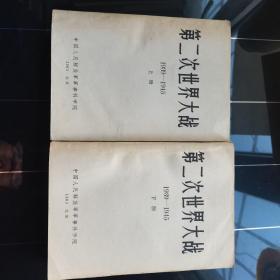 第二次世界大战
1939—1945
上册
中国人民解放军军事科学院
第二次世界大战
1939—1945
下册
中国人民解放军军事科学院